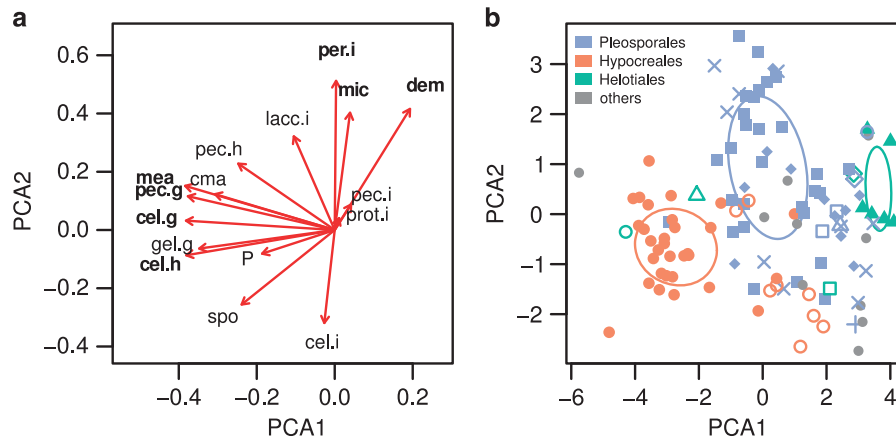 a
PCA2
0.6
0.4
0.2
0.0
−0.2
−0.4
per.i
dem
mic
lacc.i
pec.h
mea
cma
pec.g
pec.i
cel.g
prot.i
gel.g
P
cel.h
spo
cel.i
−0.4
−0.2
0.0
0.2
PCA1
b
PCA2
3
2
1
0
−1
−2
Pleosporales
Hypocreales
Helotiales
others
−6
−4
−2
0
2
4
PCA1